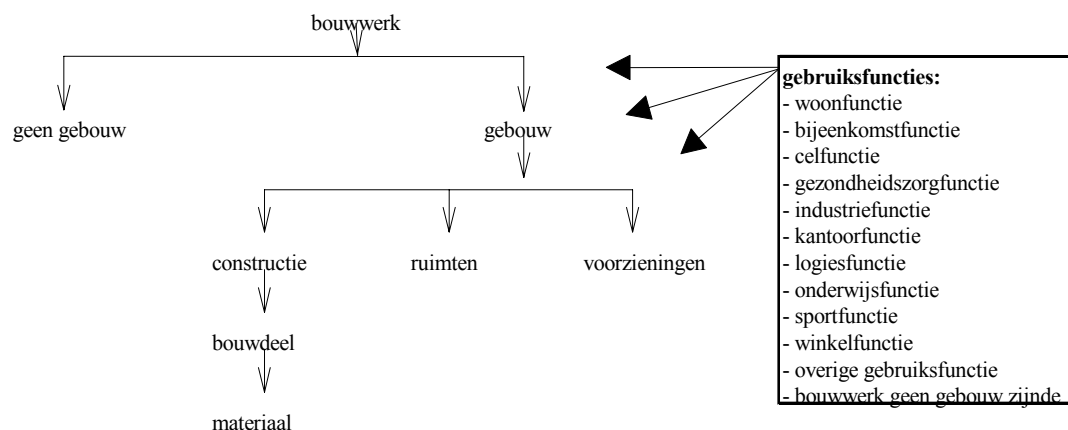 bouwwerk
geen gebouw
gebouw
constructie
ruimten
voorzieningen
bouwdeel
materiaal
gebruiksfuncties:
- woonfunctie
- bijeenkomstfunctie
- celfunctie
- gezondheidszorgfunctie
- industriefunctie
- kantoorfunctie
- logiesfunctie
- onderwijsfunctie
- sportfunctie
- winkelfunctie
- overige gebruiksfunctie
- bouwwerk geen gebouw zijnde